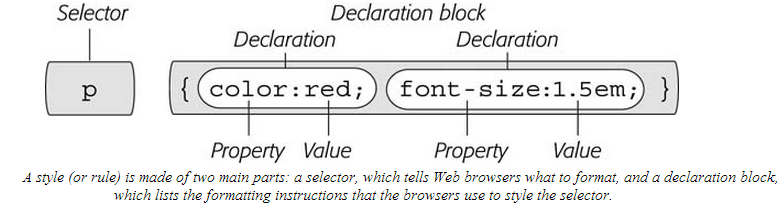 Selector Declaration block
Declaration Declaration
p { color:red; font-size:1.5em; }
Property Value Property Value
A style (or rule) is made of two main parts: a selector, which tells Web browsers what to format, and a declaration block,
which lists the formatting instructions that the browsers use to style the selector.